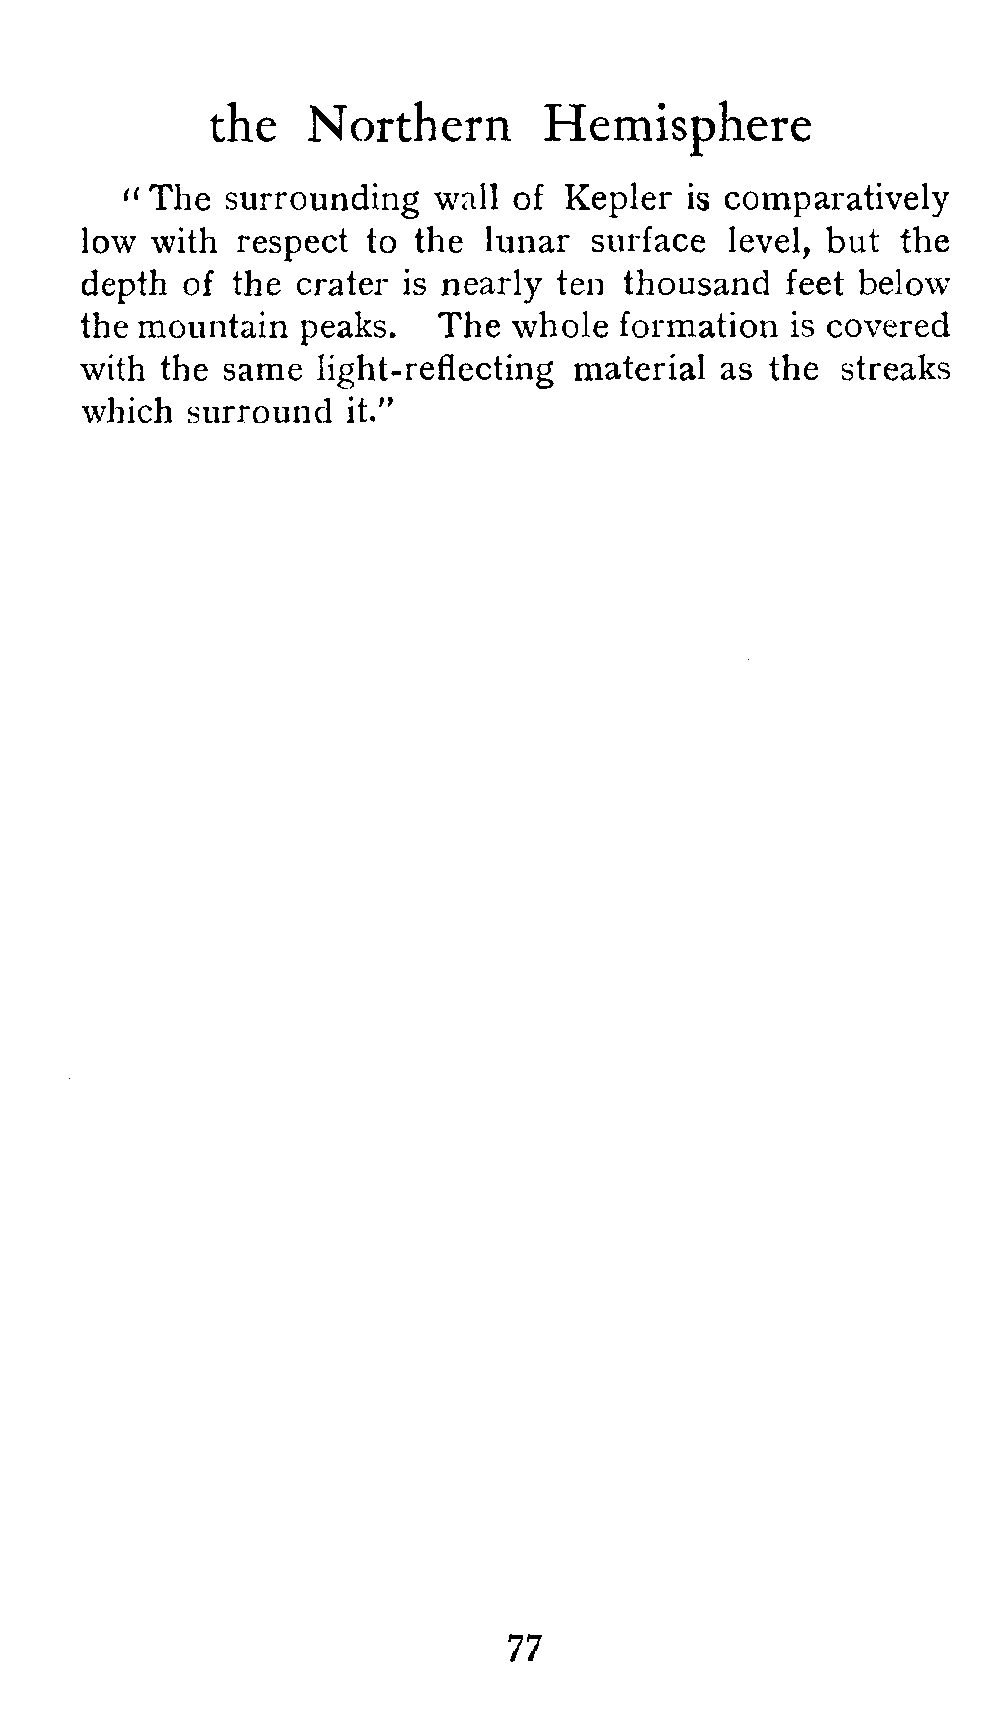 the Northern Hemisphere
"The surrounding wall of Kepler is comparatively
low with respect to the lunar surface level, but the
depth of the crater is nearly ten thousand feet below
the mountain peaks. The whole formation is covered
with the same light-reflecting material as the streaks
which surround it."
77